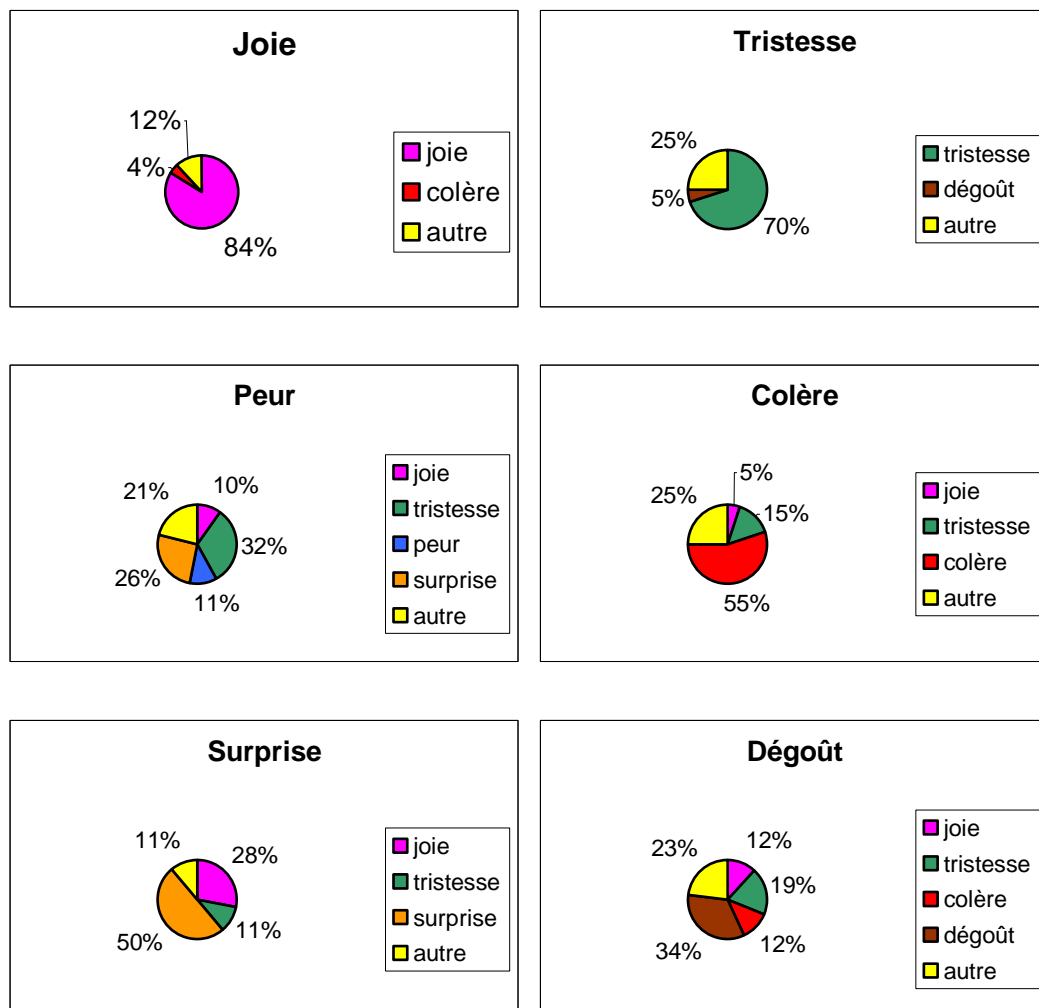 Joie
12%
4%
84%
joie
colère
autre
Tristesse
25%
5%
70%
tristesse
dégoût
autre
Peur
21%
10%
32%
26%
11%
joie
tristesse
peur
surprise
autre
Colère
5%
25%
15%
55%
joie
tristesse
colère
autre
Surprise
11%
28%
50%
11%
joie
tristesse
surprise
autre
Dégoût
23%
12%
19%
34%
12%
joie
tristesse
colère
dégoût
autre